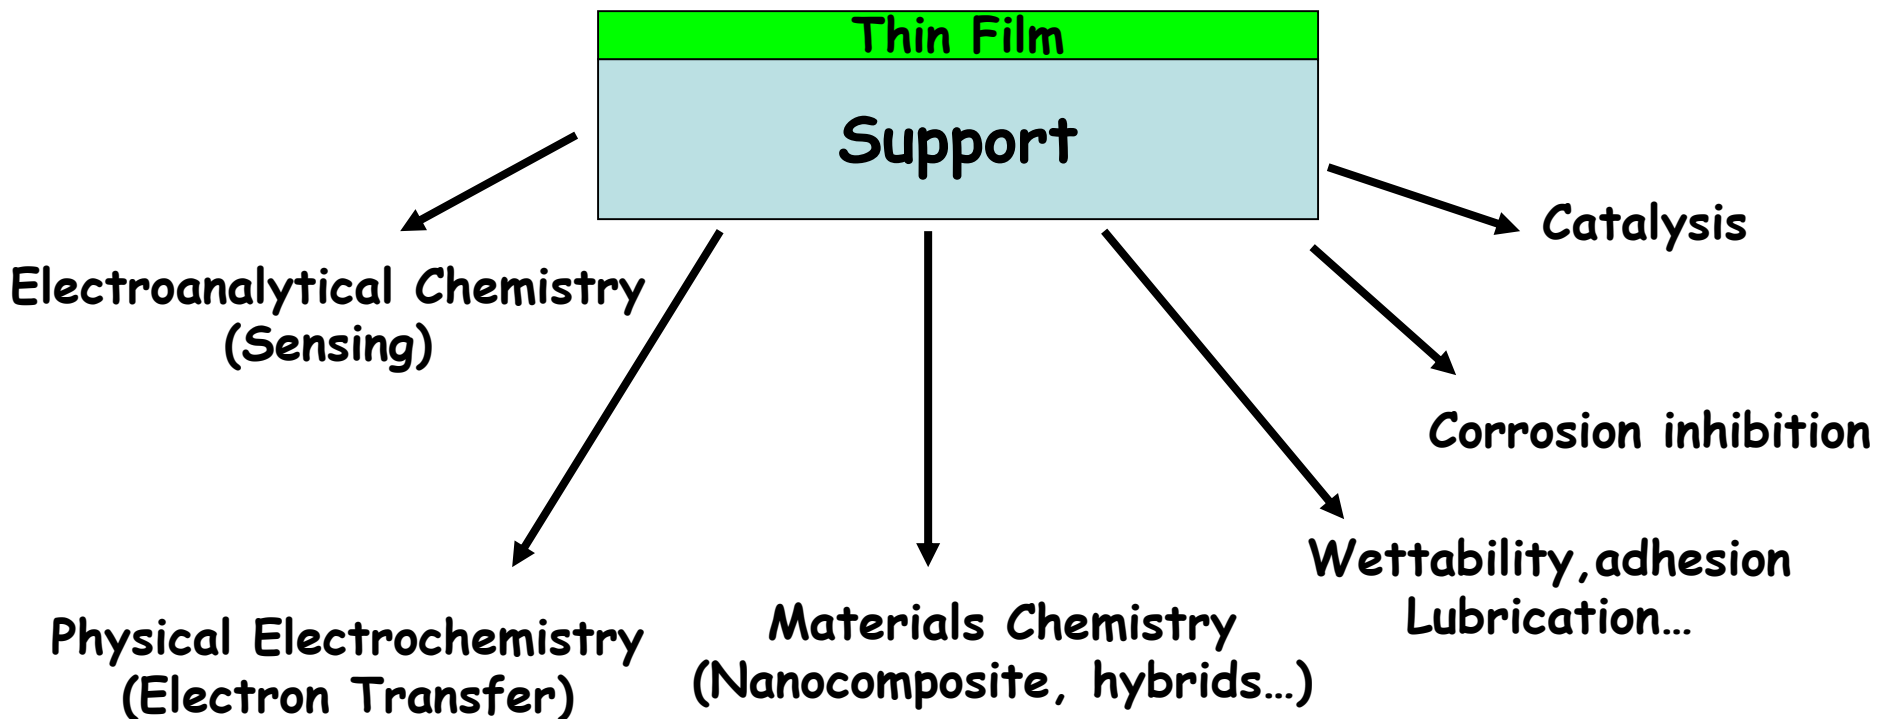 Thin Film
Support
Catalysis
Electroanalytical Chemistry
(Sensing)
Corrosion inhibition
Wettability,adhesion
Lubrication…
Physical Electrochemistry
(Electron Transfer)
Materials Chemistry
(Nanocomposite, hybrids…)